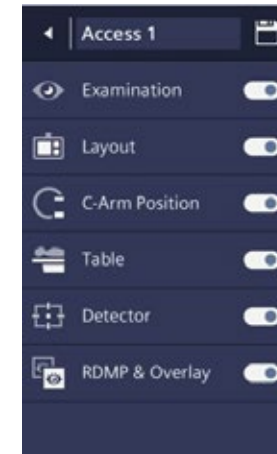 Access 1
Examination
Layout
C-Arm Position
Table
Detector
RDMP & Overlay